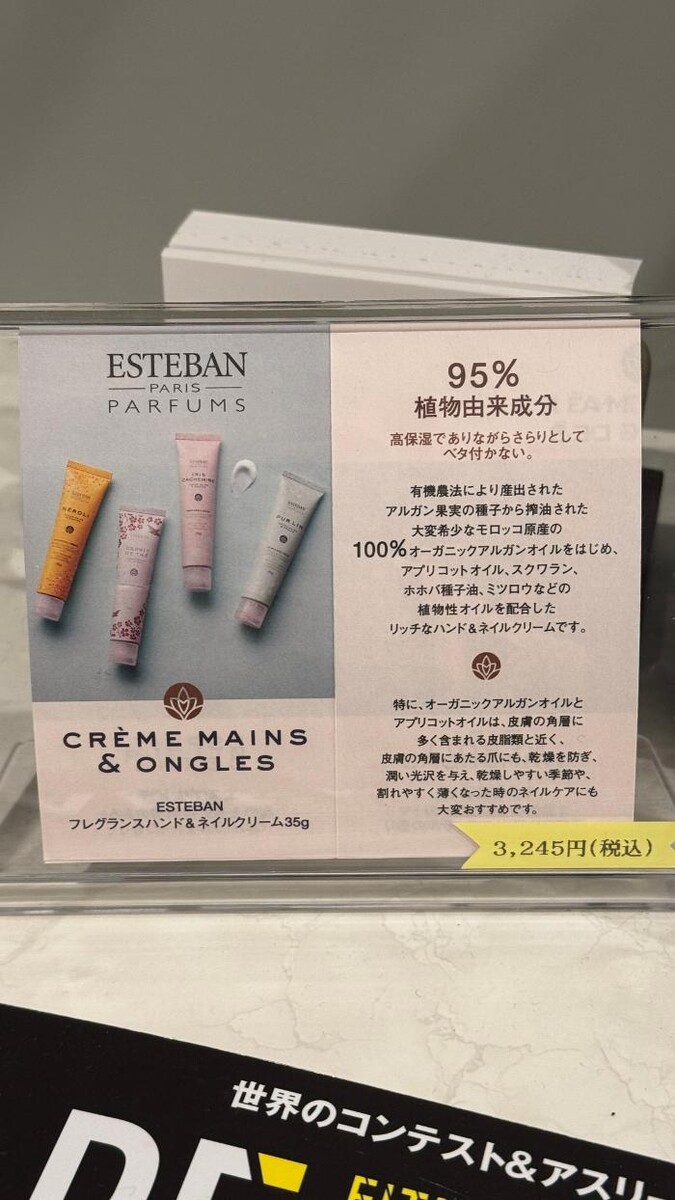 ESTEBAN
PARIS
PARFUMS
NÉROLI
ESTEBAN
IRIS
CACHEMIRE
ESPRIT
DE THÉ
ESTEBAN
PUR LIN
CRÈME MAINS
& ONGLES
ESTEBAN
フレグランスハンド&ネイルクリーム35g
95%
植物由来成分
高保湿でありながらさらりとして
ベタ付かない。
有機農法により産出された
アルガン果実の種子から搾油された
大変希少なモロッコ原産の
100%オーガニックアルガンオイルをはじめ、
アプリコットオイル、スクワラン、
ホホバ種子油、ミツロウなどの
植物性オイルを配合した
リッチなハンド&ネイルクリームです。
特に、オーガニックアルガンオイルと
アプリコットオイルは、皮膚の角層に
多く含まれる皮脂類と近く、
皮膚の角層にあたる爪にも、乾燥を防ぎ、
潤い光沢を与え、乾燥しやすい季節や、
割れやすく薄くなった時のネイルケアにも
大変おすすめです。
3,245円(税込)
世界のコンテスト&アスリ